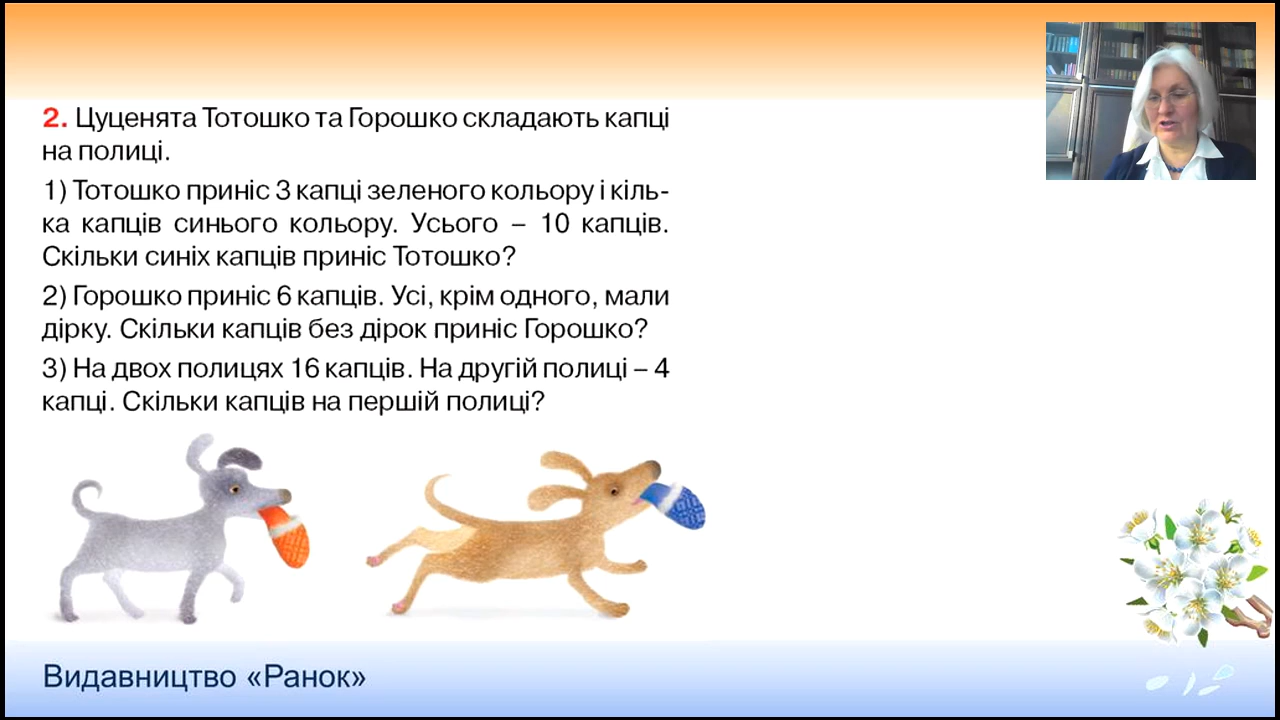 2. Цуценята Тотошко та Горошко складають капці
на полиці.
1) Тотошко приніс 3 капці зеленого кольору і кіль-
ка капців синього кольору. Усього – 10 капців.
Скільки синіх капців приніс Тотошко?
2) Горошко приніс 6 капців. Усі, крім одного, мали
дірку. Скільки капців без дірок приніс Горошко?
3) На двох полицях 16 капців. На другій полиці – 4
капці. Скільки капців на першій полиці?
Видавництво «Ранок»